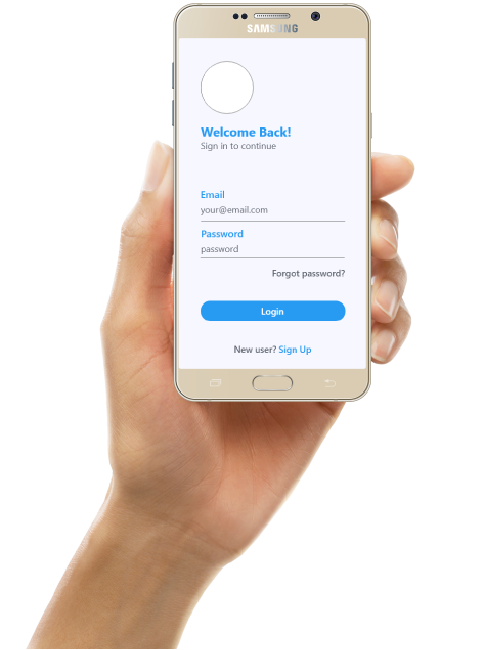 SAMSUNG
Welcome Back!
Sign in to continue
Email
your@email.com
Password
password
Forgot password?
Login
New user? Sign Up